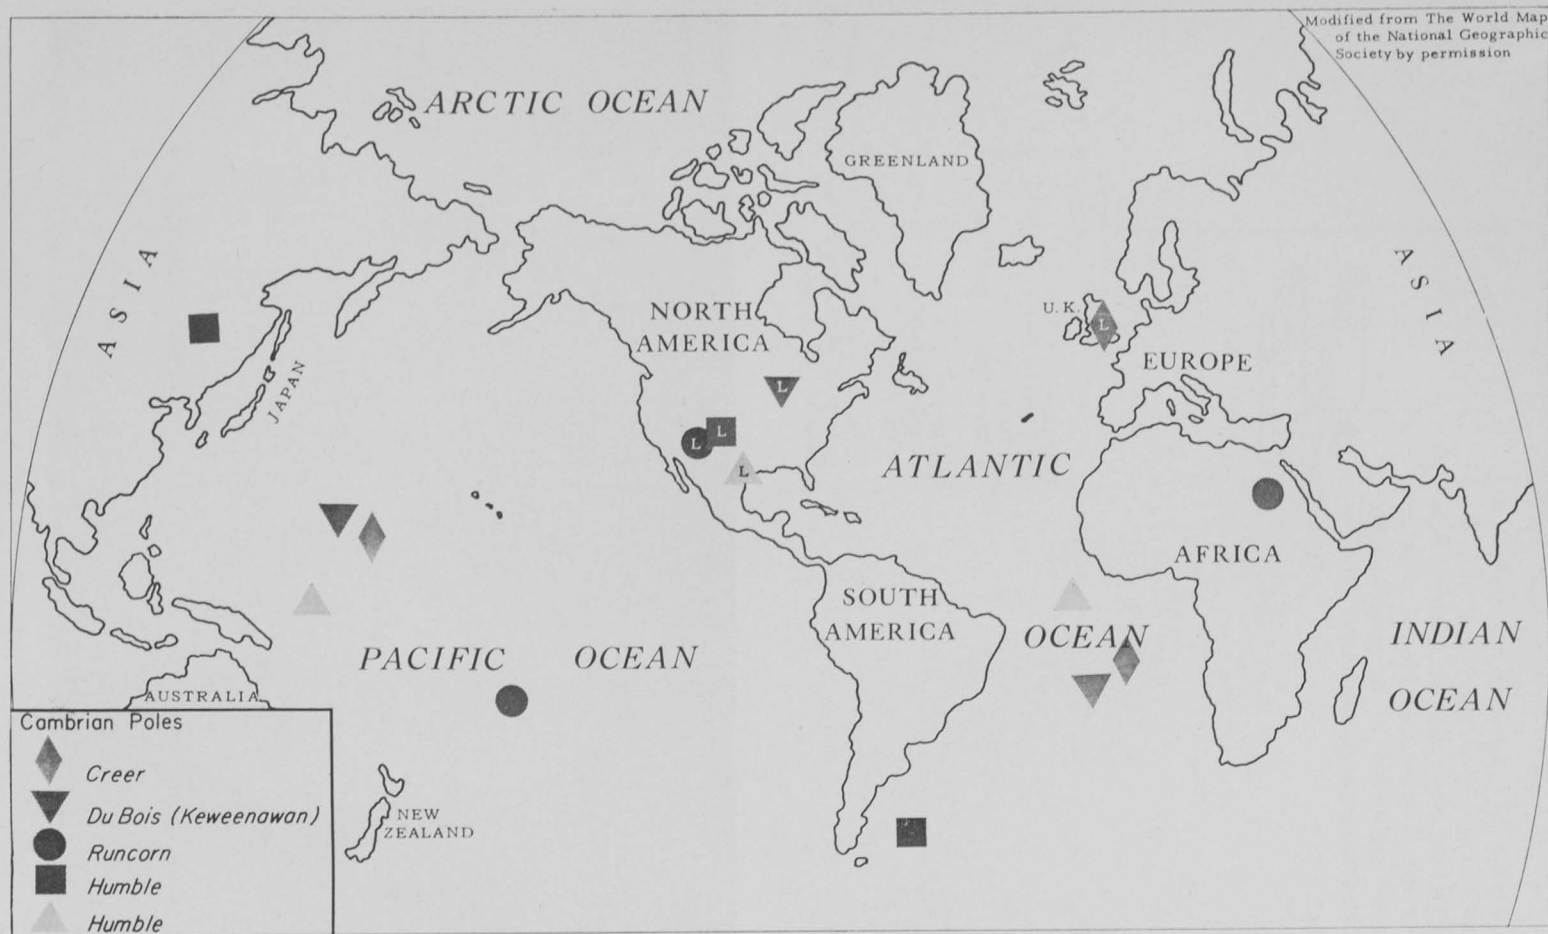 Modified from The World Map
of the National Geographic
Society by permission
ARCTIC OCEAN
GREENLAND
ASIA
ASIA
NORTH
AMERICA
U.K.
L
EUROPE
JAPAN
L
L
L
L
ATLANTIC
AFRICA
SOUTH
AMERICA
OCEAN
INDIAN
OCEAN
PACIFIC OCEAN
AUSTRALIA
NEW
ZEALAND
Cambrian Poles
Creer
Du Bois (Keweenawan)
Runcorn
Humble
Humble